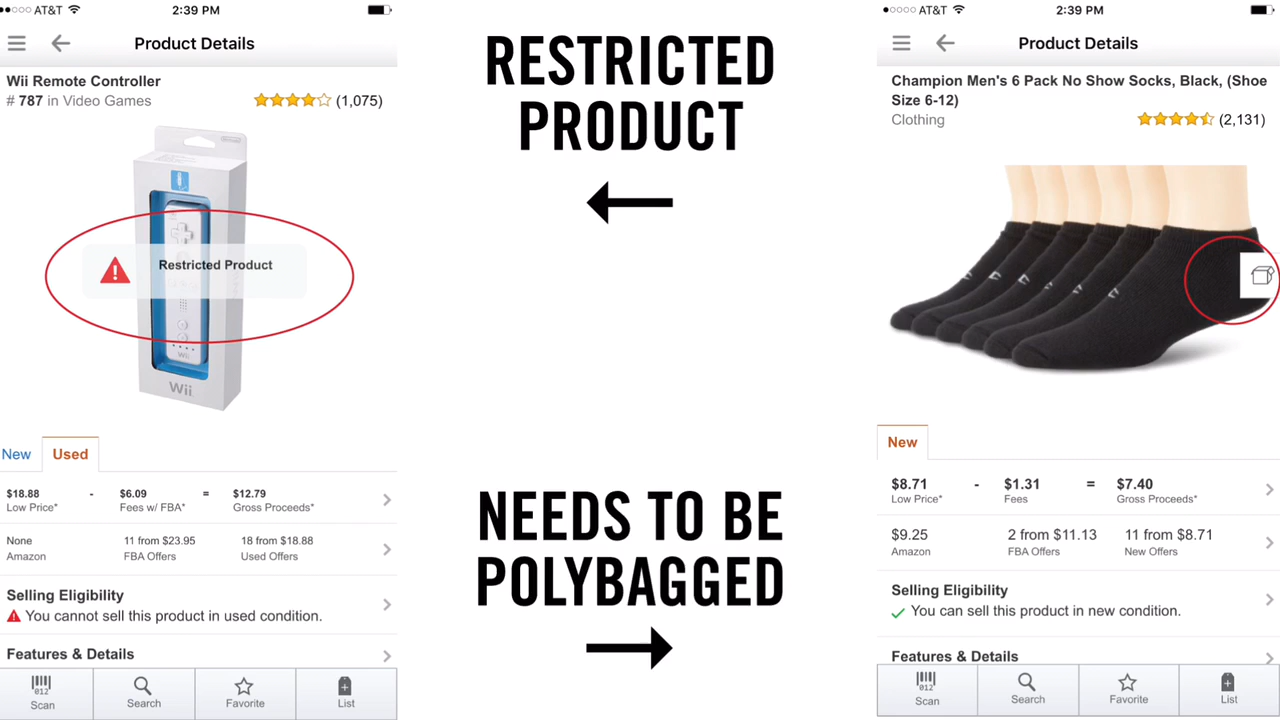 AT&T 2:39 PM
Product Details
Wii Remote Controller
# 787 in Video Games (1,075)
Restricted Product
Wii
Wii
New Used
$18.88 - $6.09 = $12.79
Low Price* Fees w/ FBA* Gross Proceeds*
None 11 from $23.95 18 from $18.88
Amazon FBA Offers Used Offers
Selling Eligibility
You cannot sell this product in used condition.
Features & Details
012
Scan Search Favorite List
RESTRICTED
PRODUCT
NEEDS TO BE
POLYBAGGED
AT&T 2:39 PM
Product Details
Champion Men's 6 Pack No Show Socks, Black, (Shoe
Size 6-12)
Clothing (2,131)
New
$8.71 - $1.31 = $7.40
Low Price* Fees Gross Proceeds*
$9.25 2 from $11.13 11 from $8.71
Amazon FBA Offers New Offers
Selling Eligibility
You can sell this product in new condition.
Features & Details
012
Scan Search Favorite List